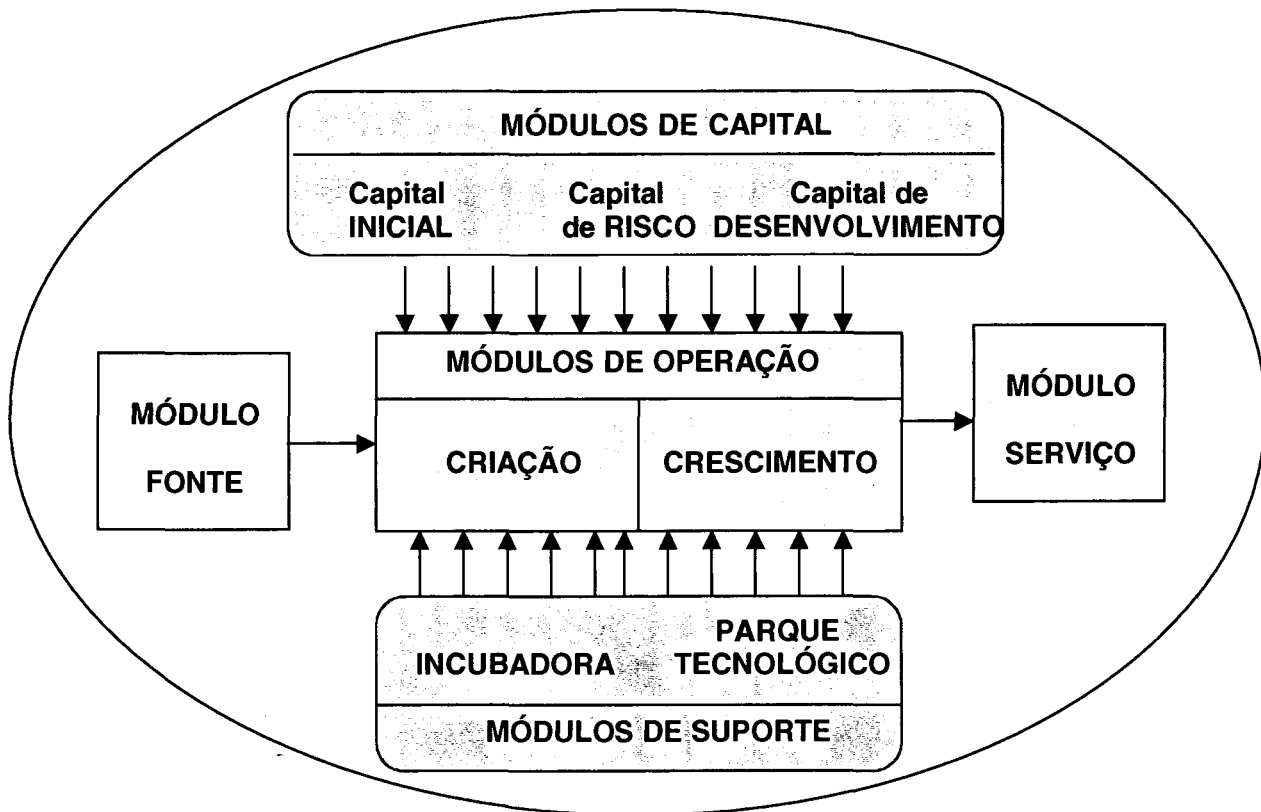 MÓDULOS DE CAPITAL
Capital
INICIAL
Capital
de RISCO
Capital de
DESENVOLVIMENTO
MÓDULOS DE OPERAÇÃO
MÓDULO
FONTE
CRIAÇÃO
CRESCIMENTO
MÓDULO
SERVIÇO
INCUBADORA
PARQUE
TECNOLÓGICO
MÓDULOS DE SUPORTE